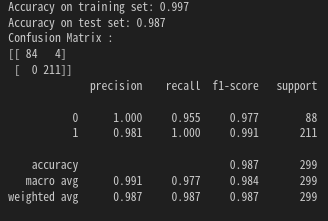 Accuracy on training set: 0.997
Accuracy on test set: 0.987
Confusion Matrix :
[[ 84   4]
 [  0 211]]
              precision    recall  f1-score   support

           0      1.000     0.955     0.977        88
           1      0.981     1.000     0.991       211

    accuracy                          0.987       299
   macro avg      0.991     0.977     0.984       299
weighted avg      0.987     0.987     0.987       299